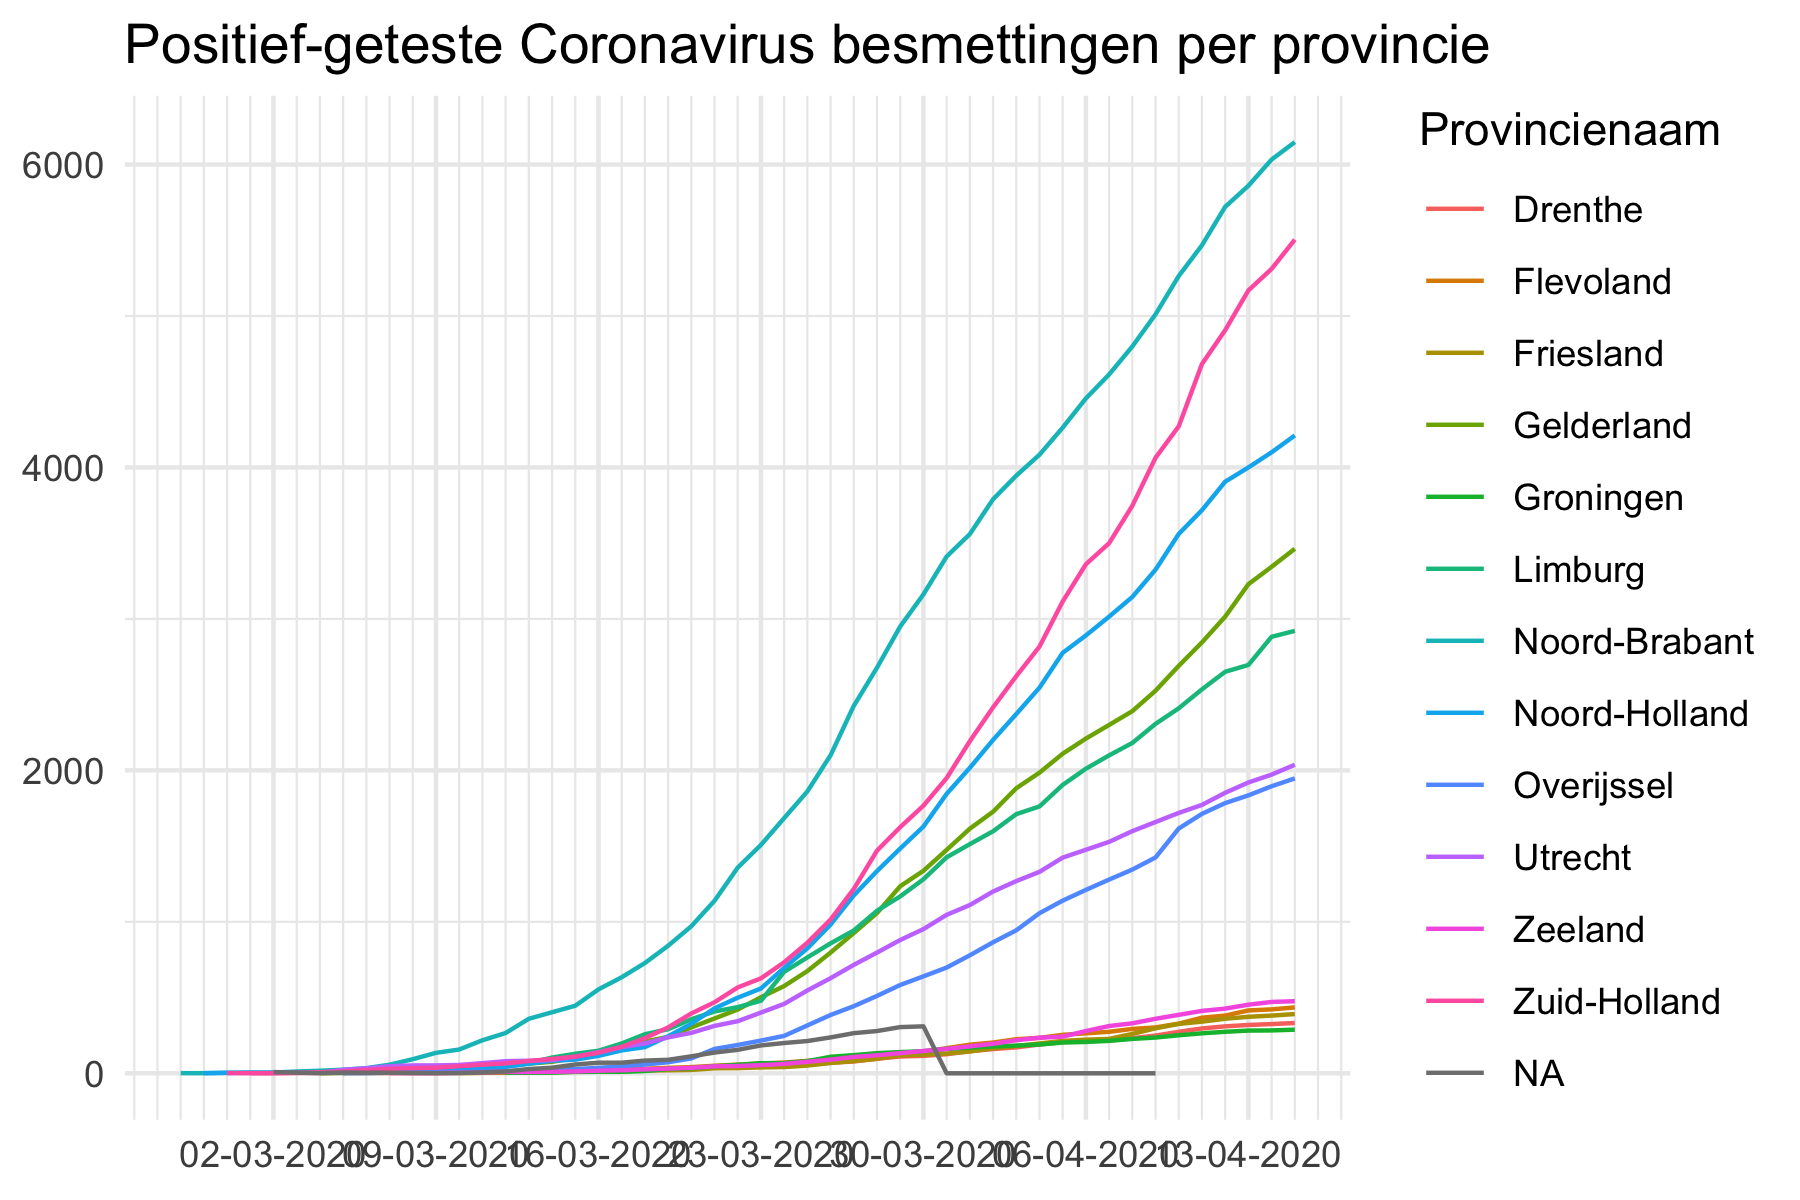 Positief-geteste Coronavirus besmettingen per provincie
6000
4000
2000
0
02-03-2020 09-03-2020 16-03-2020 23-03-2020 30-03-2020 06-04-2020 13-04-2020
Provincienaam
Drenthe
Flevoland
Friesland
Gelderland
Groningen
Limburg
Noord-Brabant
Noord-Holland
Overijssel
Utrecht
Zeeland
Zuid-Holland
NA